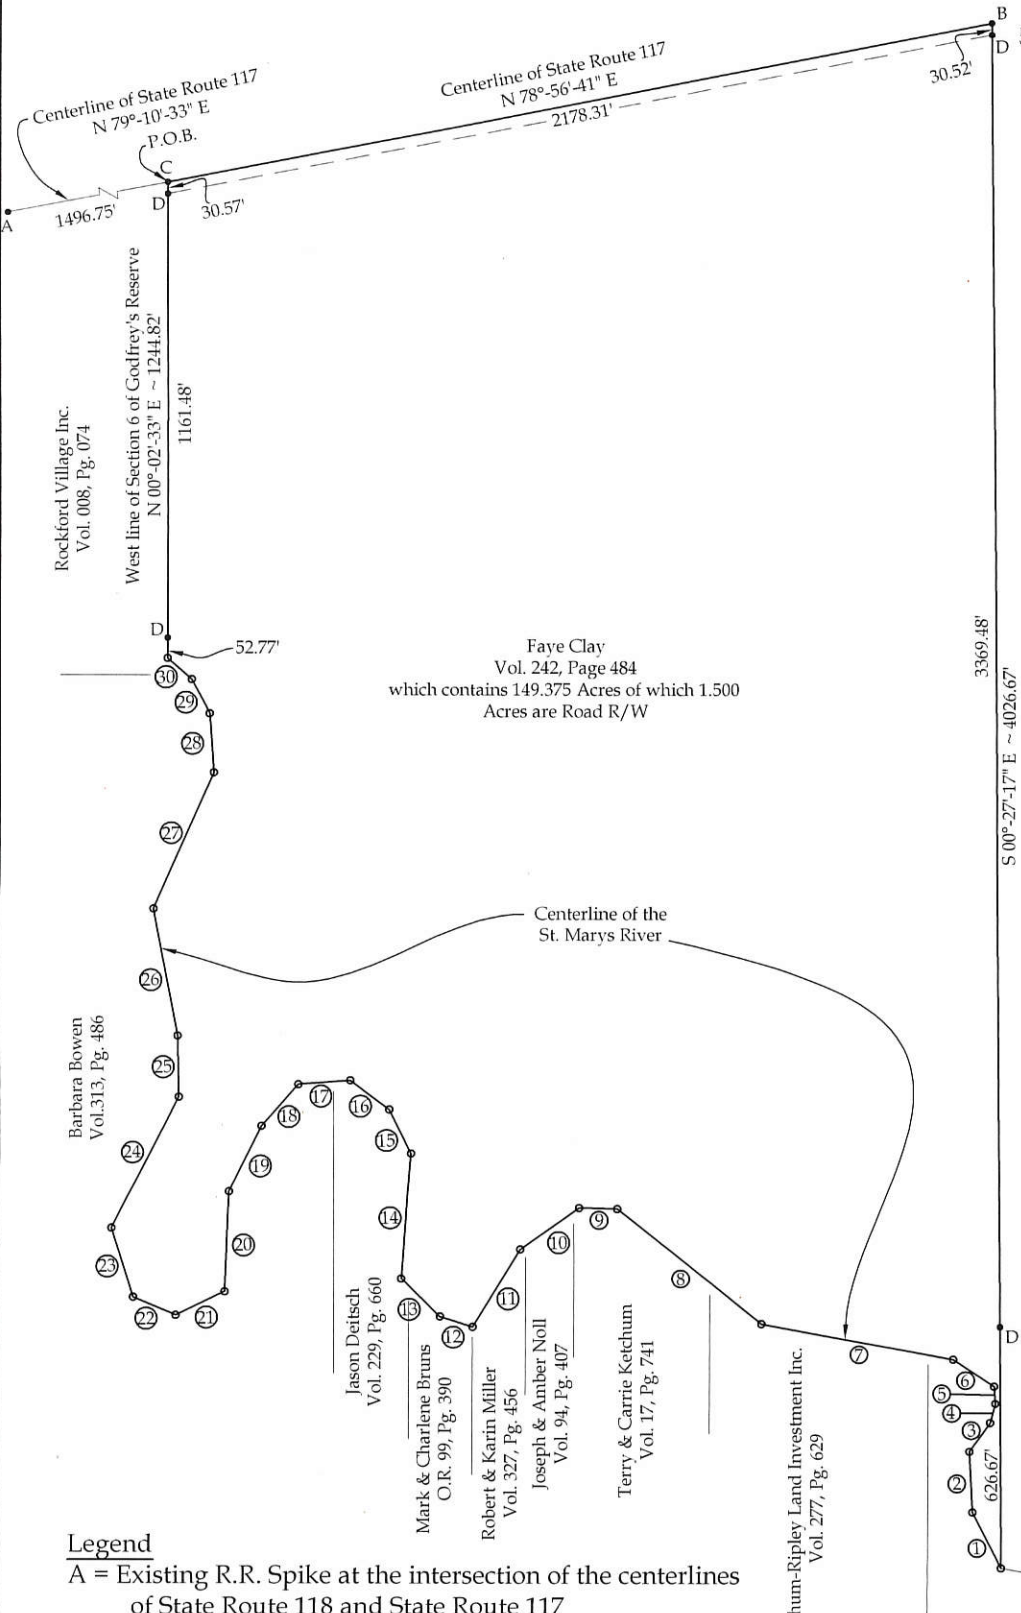 B
D
30.52'
Centerline of State Route 117
N 78°-56'-41" E
2178.31'
Centerline of State Route 117
N 79°-10'-33" E
P.O.B.
C
D
30.57'
1496.75'
A
West line of Section 6 of Godfrey's Reserve
N 00°-02'-33" E ~ 1244.82'
1161.48'
Rockford Village Inc.
Vol. 008, Pg. 074
D
52.77'
Faye Clay
Vol. 242, Page 484
which contains 149.375 Acres of which 1.500
Acres are Road R/W
3369.48'
S 00°-27'-17" E ~ 4026.67'
30
29
28
27
Centerline of the
St. Marys River
26
25
Barbara Bowen
Vol.313, Pg. 486
24
23
22
21
20
19
18
17
16
15
14
13
12
11
10
9
8
7
6
5
4
3
2
1
D
626.67'
Jason Deitsch
Vol. 229, Pg. 660
Mark & Charlene Bruns
O.R. 99, Pg. 390
Robert & Karin Miller
Vol. 327, Pg. 456
Joseph & Amber Noll
Vol. 94, Pg. 407
Terry & Carrie Ketchum
Vol. 17, Pg. 741
hum-Ripley Land Investment Inc.
Vol. 277, Pg. 629
Legend
A = Existing R.R. Spike at the intersection of the centerlines
of State Route 118 and State Route 117